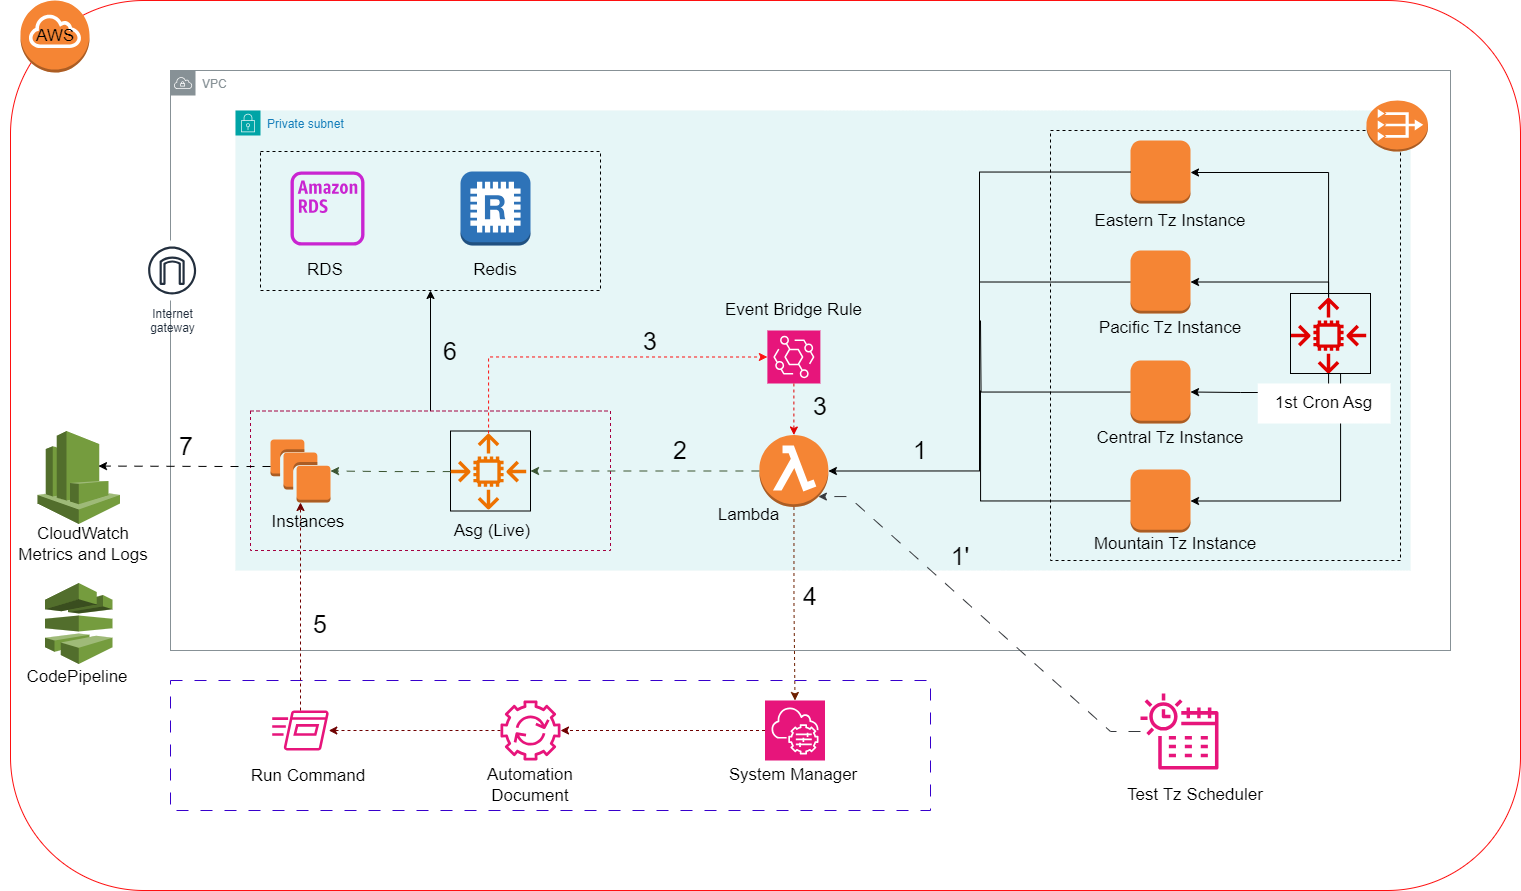 AWS
VPC
Private subnet
Amazon
RDS
R
RDS
Redis
Internet
gateway
Event Bridge Rule
Eastern Tz Instance
Pacific Tz Instance
1st Cron Asg
Central Tz Instance
Mountain Tz Instance
3
6
3
7
2
1
λ
Lambda
Instances
Asg (Live)
CloudWatch
Metrics and Logs
1'
4
5
CodePipeline
Run Command
Automation
Document
System Manager
Test Tz Scheduler